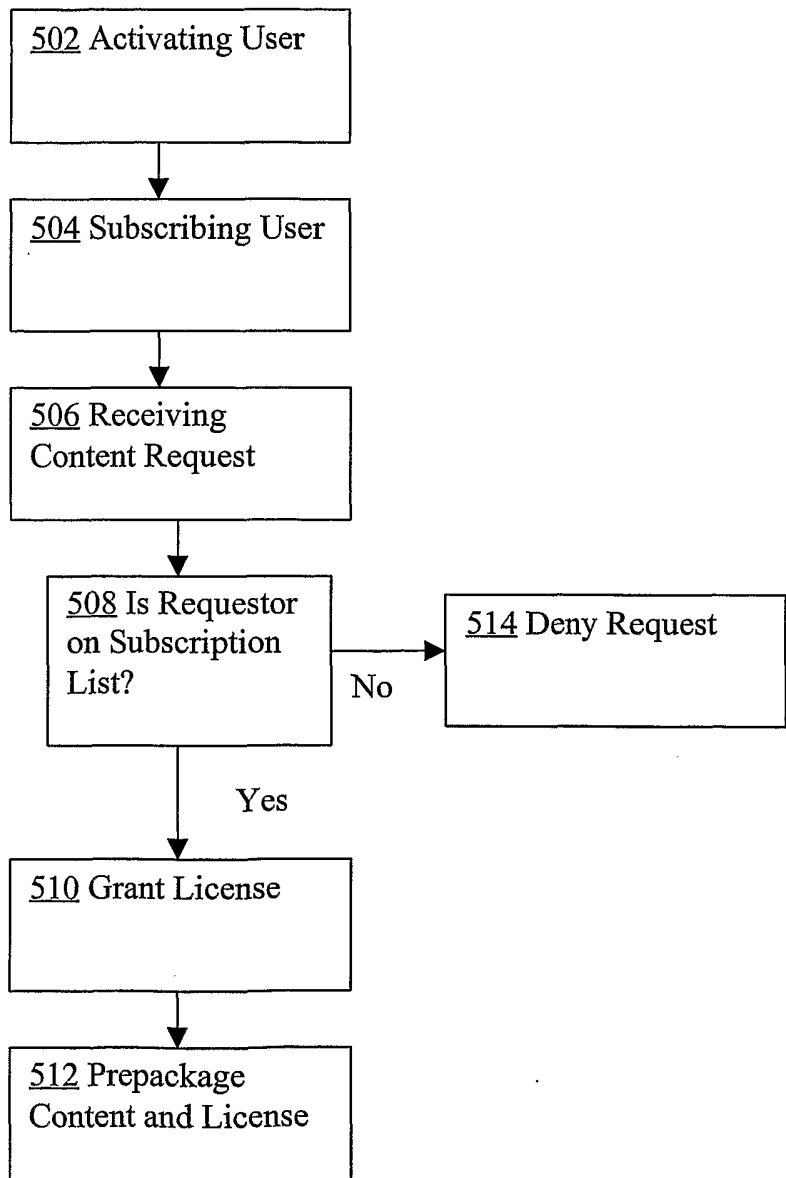 502 Activating User
504 Subscribing User
506 Receiving
Content Request
508 Is Requestor
on Subscription
List?
514 Deny Request
No
Yes
510 Grant License
512 Prepackage
Content and License